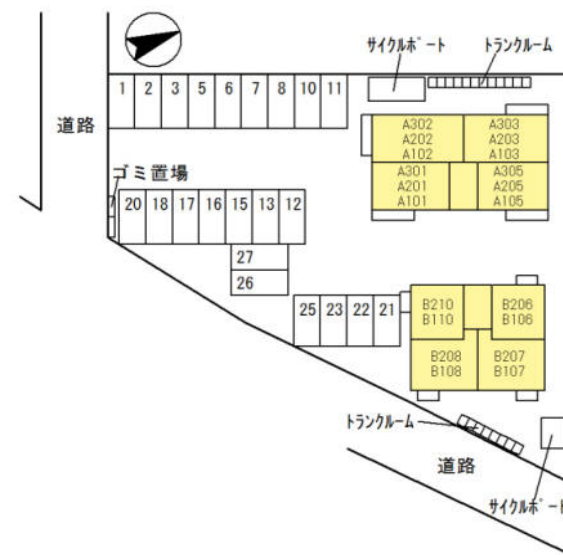 サイクルポート
トランクルーム
1 2 3 5 6 7 8 10 11
道路
A302
A202
A102
A303
A203
A103
ゴミ置場
A301
A201
A101
A305
A205
A105
20 18 17 16 15 13 12
27
26
25 23 22 21
B210
B110
B206
B106
B208
B108
B207
B107
トランクルーム
道路
サイクルポート